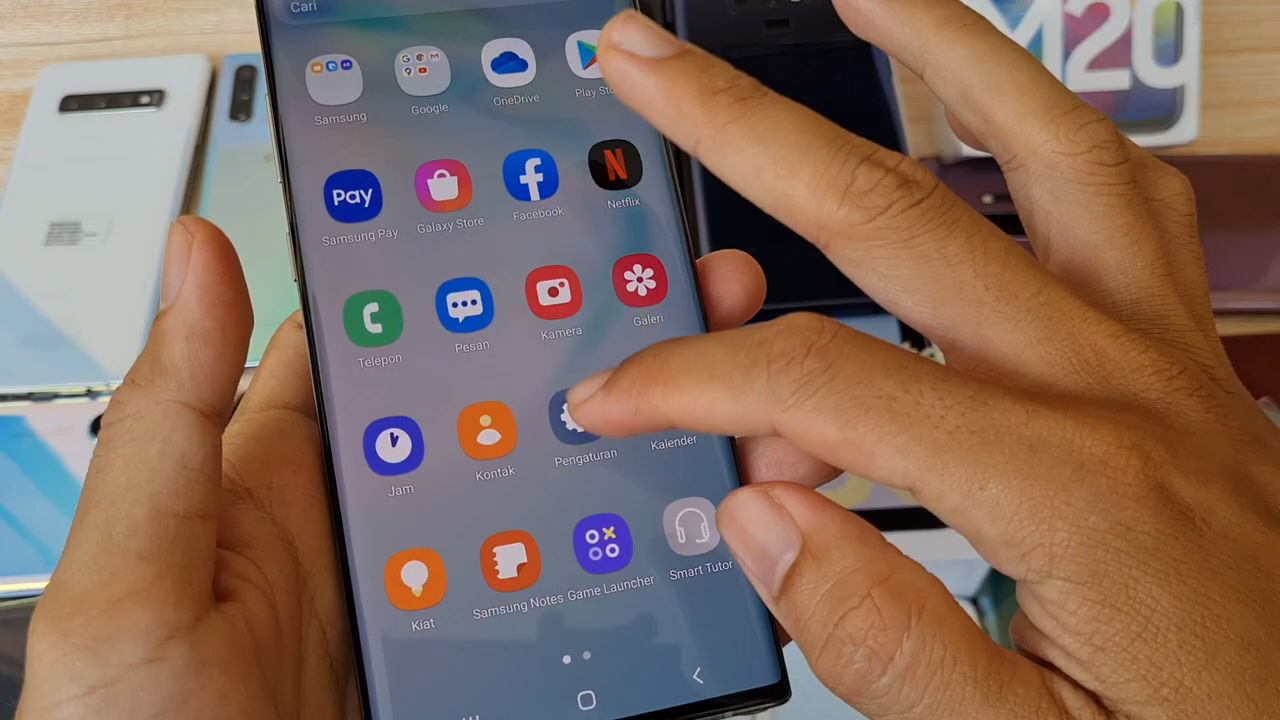 Cari
M20
Samsung
Google
OneDrive
Play Sto
Pay
Samsung Pay
Galaxy Store
Facebook
N
Netflix
Telepon
Pesan
Kamera
Galeri
Jam
Kontak
Pengaturan
Kalender
Kiat
Samsung Notes
Game Launcher
Smart Tutor